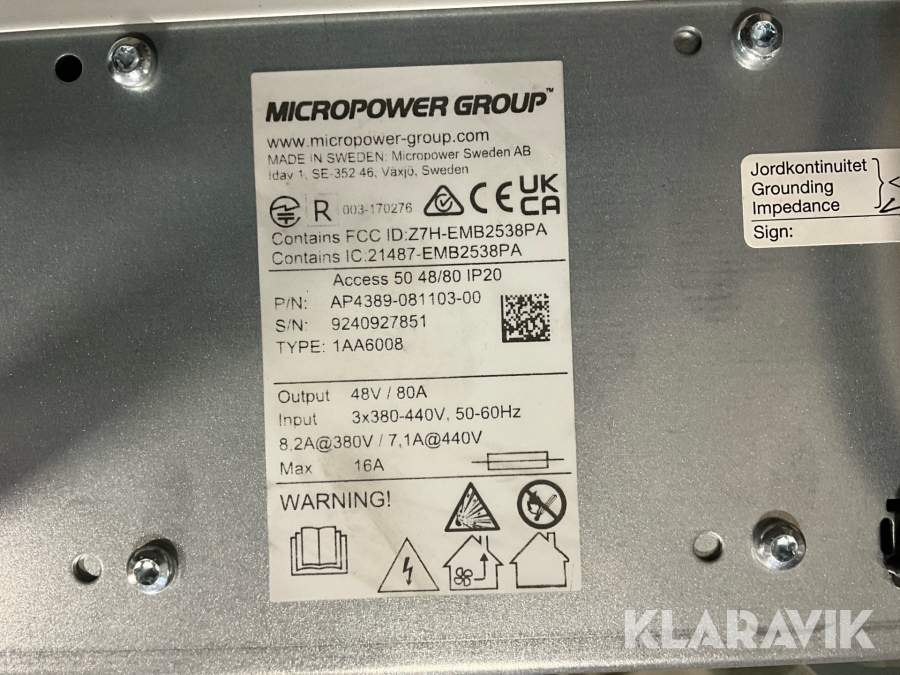 MICROPOWER GROUP™
www.micropower-group.com
MADE IN SWEDEN: Micropower Sweden AB
Idav 1, SE-352 46, Växjö, Sweden
R 003-170276 CE UKCA
Contains FCC ID:Z7H-EMB2538PA
Contains IC:21487-EMB2538PA
Access 50 48/80 IP20
P/N: AP4389-081103-00
S/N: 9240927851
TYPE: 1AA6008
Output 48V / 80A
Input 3x380-440V, 50-60Hz
8,2A@380V / 7,1A@440V
Max 16A
WARNING!
Jordkontinuitet
Grounding
Impedance
Sign:
KLARAVIK